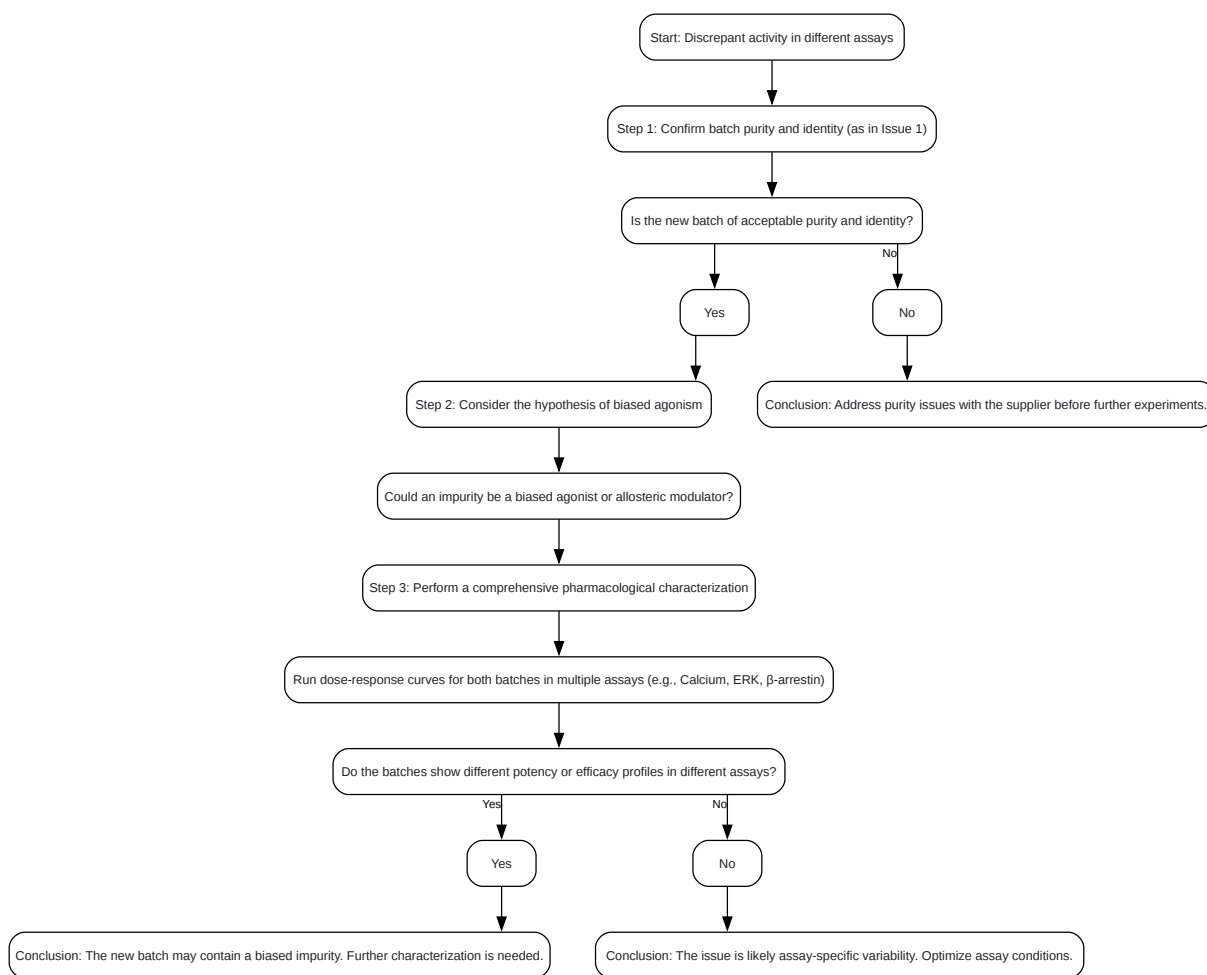 Start: Discrepant activity in different assays
Step 1: Confirm batch purity and identity (as in Issue 1)
Is the new batch of acceptable purity and identity?
No
Yes
No
Step 2: Consider the hypothesis of biased agonism
Conclusion: Address purity issues with the supplier before further experiments.
Could an impurity be a biased agonist or allosteric modulator?
Step 3: Perform a comprehensive pharmacological characterization
Run dose-response curves for both batches in multiple assays (e.g., Calcium, ERK, β-arrestin)
Do the batches show different potency or efficacy profiles in different assays?
Yes
No
Yes
No
Conclusion: The new batch may contain a biased impurity. Further characterization is needed.
Conclusion: The issue is likely assay-specific variability. Optimize assay conditions.